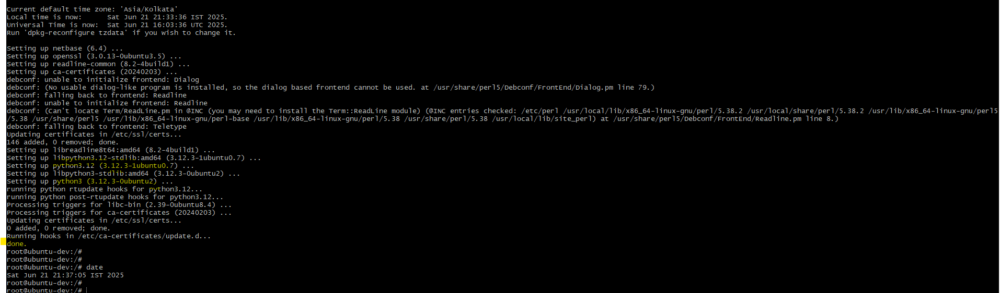 Current default time zone: 'Asia/Kolkata'
Local time is now:      Sat Jun 21 21:33:36 IST 2025.
Universal Time is now:  Sat Jun 21 16:03:36 UTC 2025.
Run 'dpkg-reconfigure tzdata' if you wish to change it.

Setting up netbase (6.4) ...
Setting up openssl (3.0.13-0ubuntu3.5) ...
Setting up readline-common (8.2-4build1) ...
Setting up ca-certificates (20240203) ...
debconf: unable to initialize frontend: Dialog
debconf: (No usable dialog-like program is installed, so the dialog based frontend cannot be used. at /usr/share/perl5/Debconf/FrontEnd/Dialog.pm line 79.)
debconf: falling back to frontend: Readline
debconf: unable to initialize frontend: Readline
debconf: (Can't locate Term/ReadLine.pm in @INC (you may need to install the Term::ReadLine module) (@INC entries checked: /etc/perl /usr/local/lib/x86_64-linux-gnu/perl/5.38.2 /usr/local/share/perl/5.38.2 /usr/lib/x86_64-linux-gnu/perl5
/5.38 /usr/share/perl5 /usr/lib/x86_64-linux-gnu/perl-base /usr/lib/x86_64-linux-gnu/perl/5.38 /usr/share/perl/5.38 /usr/local/lib/site_perl) at /usr/share/perl5/Debconf/FrontEnd/Readline.pm line 8.)
debconf: falling back to frontend: Teletype
Updating certificates in /etc/ssl/certs...
146 added, 0 removed; done.
Setting up libreadline8t64:amd64 (8.2-4build1) ...
Setting up libpython3.12-stdlib:amd64 (3.12.3-1ubuntu0.7) ...
Setting up python3.12 (3.12.3-1ubuntu0.7) ...
Setting up libpython3-stdlib:amd64 (3.12.3-0ubuntu2) ...
Setting up python3 (3.12.3-0ubuntu2) ...
running python rtupdate hooks for python3.12...
running python post-rtupdate hooks for python3.12...
Processing triggers for libc-bin (2.39-0ubuntu8.4) ...
Processing triggers for ca-certificates (20240203) ...
Updating certificates in /etc/ssl/certs...
0 added, 0 removed; done.
Running hooks in /etc/ca-certificates/update.d...
done.
root@ubuntu-dev:/#
root@ubuntu-dev:/#
root@ubuntu-dev:/# date
Sat Jun 21 21:37:05 IST 2025
root@ubuntu-dev:/#
root@ubuntu-dev:/#